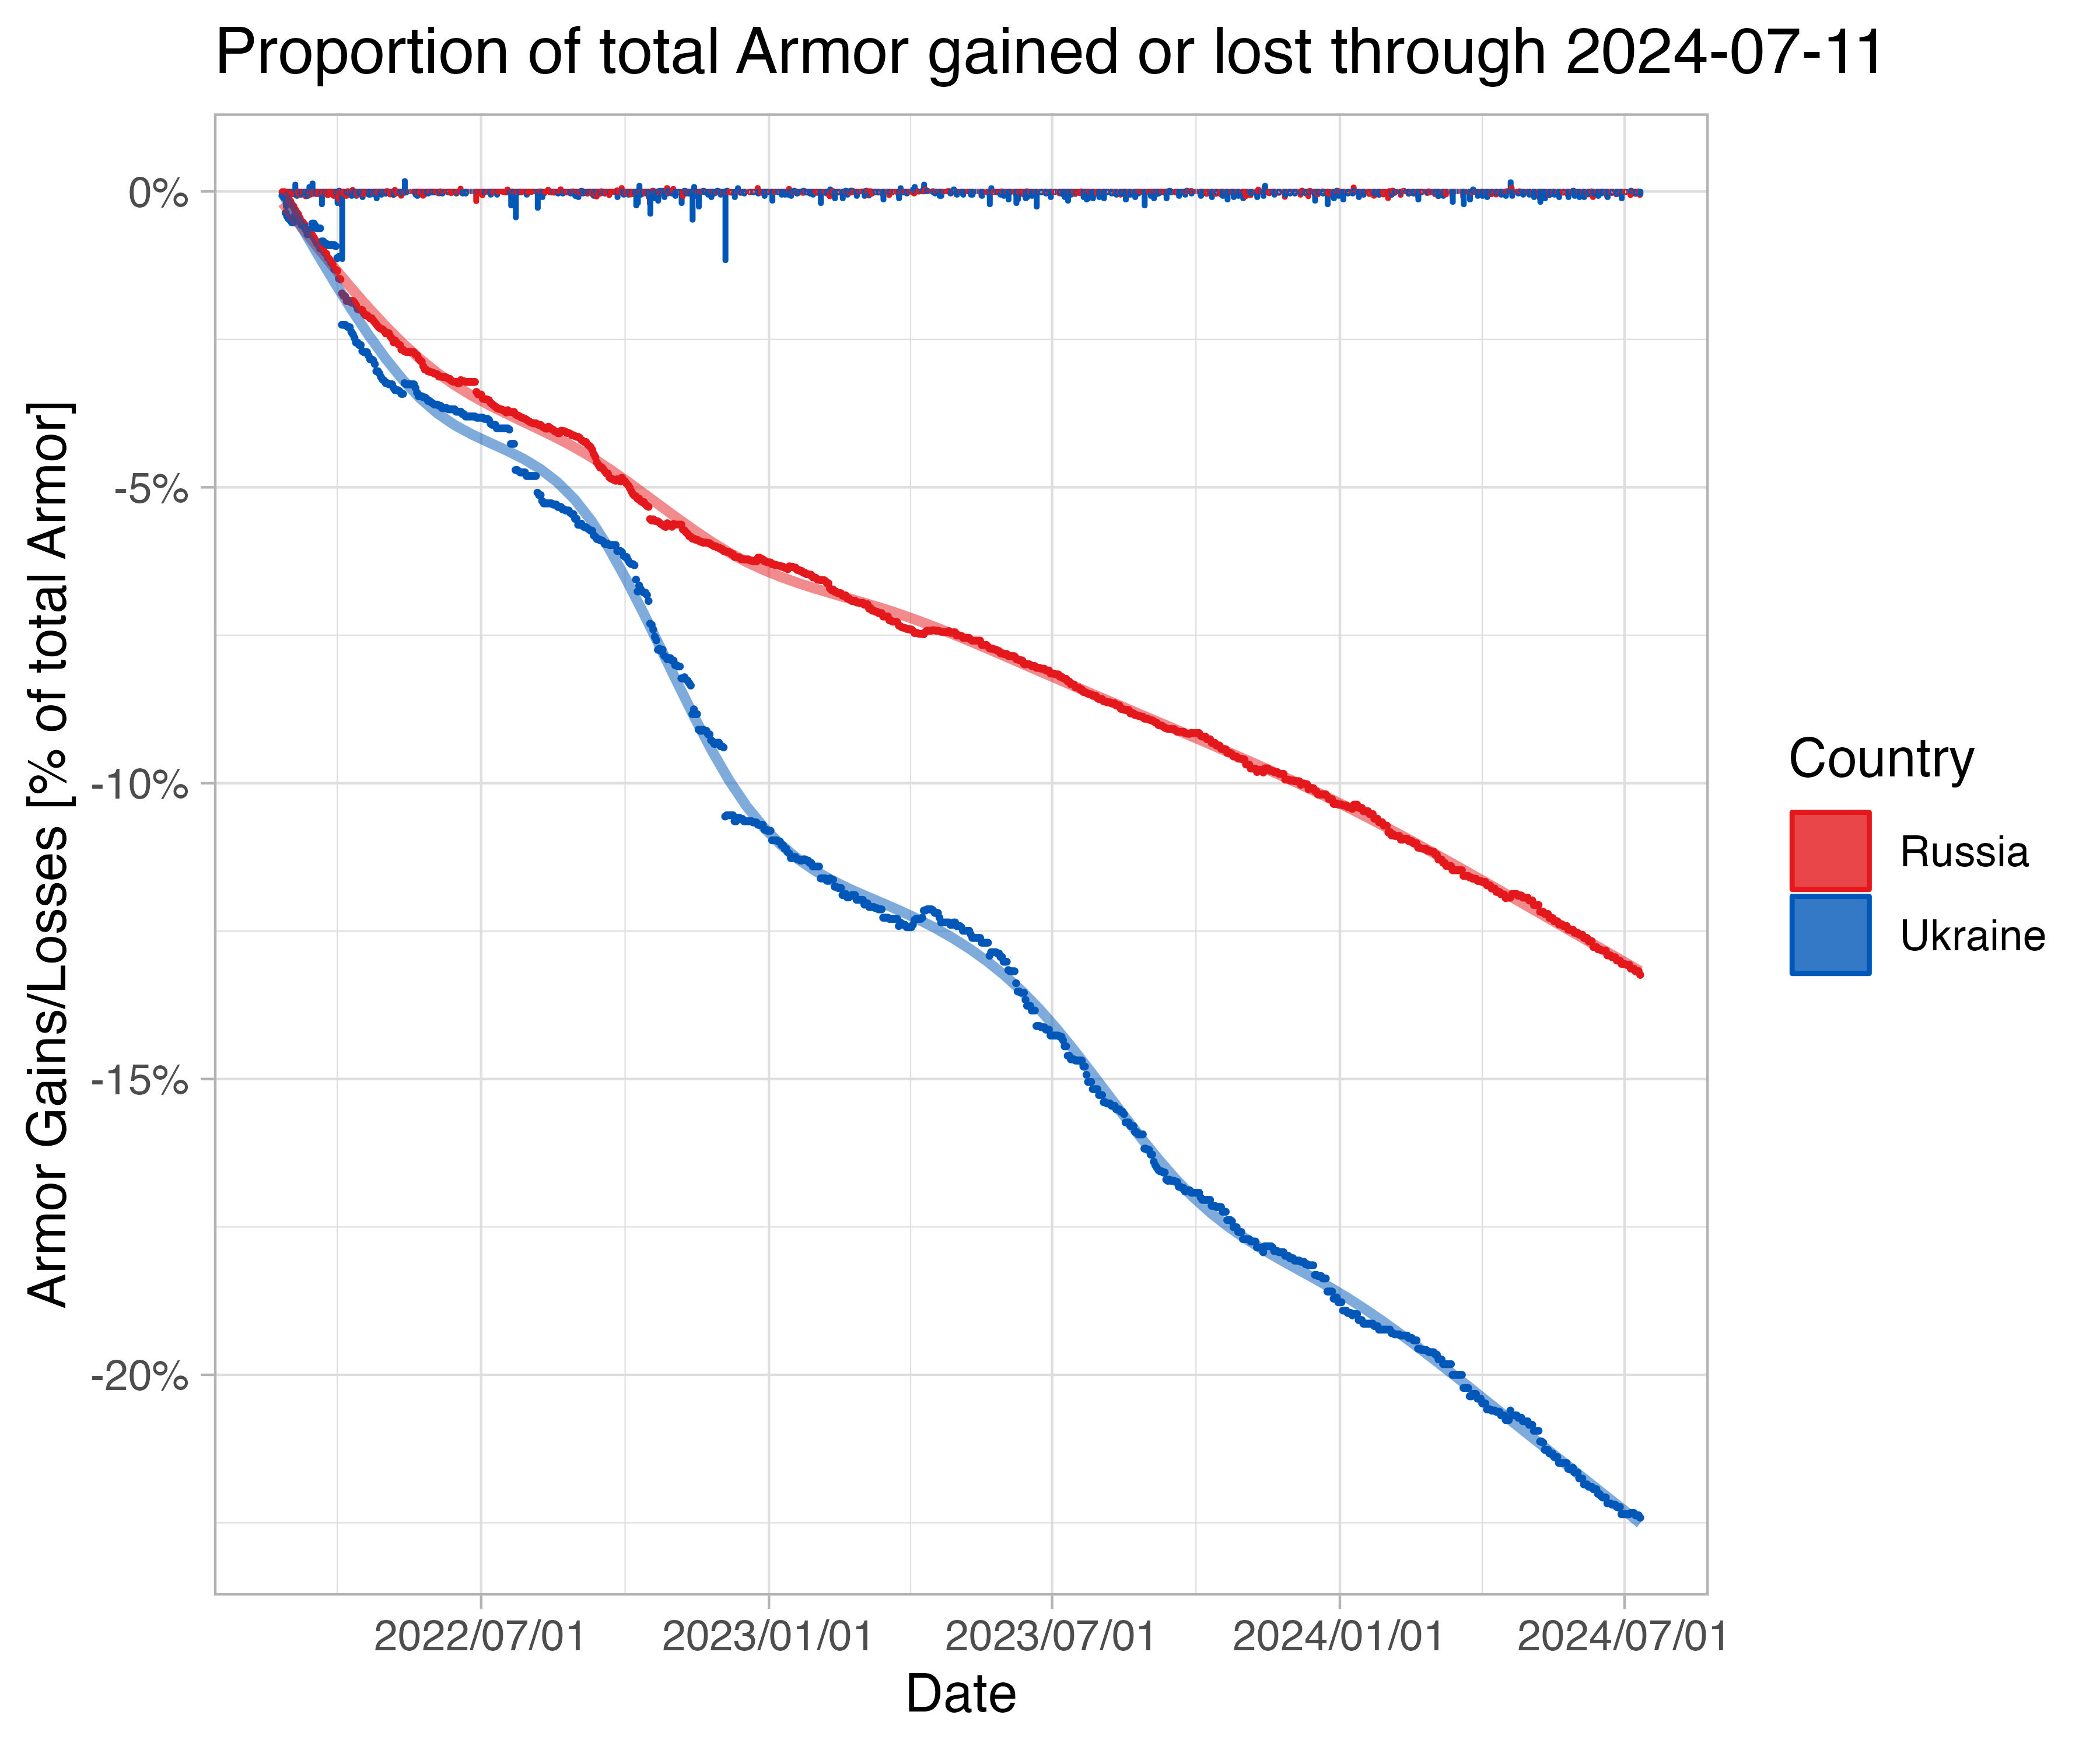 Proportion of total Armor gained or lost through 2024-07-11
Armor Gains/Losses [% of total Armor]
0%
-5%
-10%
-15%
-20%
2022/07/01
2023/01/01
2023/07/01
2024/01/01
2024/07/01
Date
Country
Russia
Ukraine